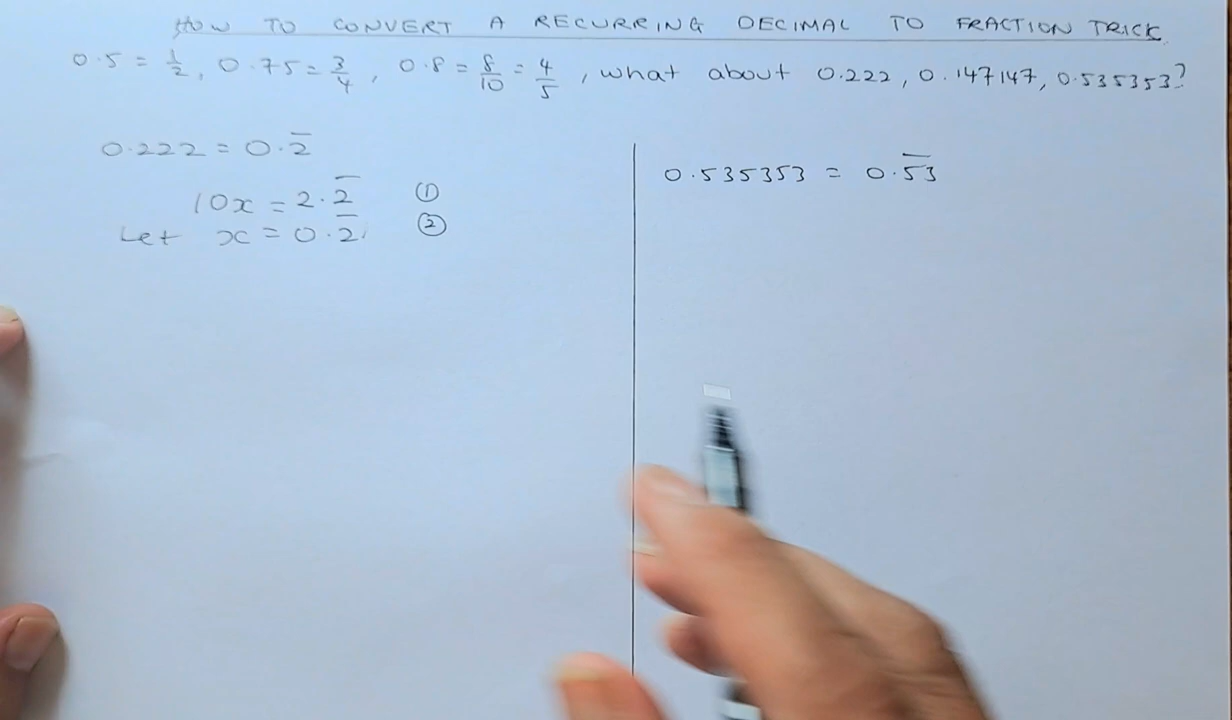 HOW TO CONVERT A RECURRING DECIMAL TO FRACTION TRICK
0.5 = 1/2, 0.75 = 3/4, 0.8 = 8/10 = 4/5, what about 0.222, 0.147147, 0.535353?
0.222 = 0.2̅
10x = 2.2̅ ①
Let x = 0.2̅ ②
0.535353 = 0.5̅3̅